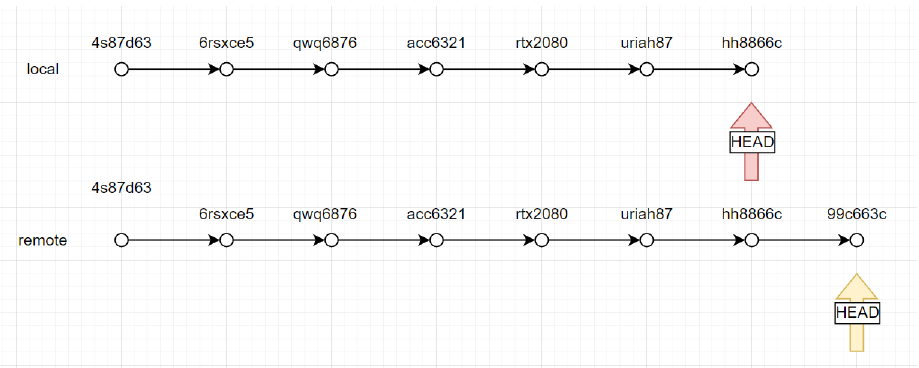 4s87d63 6rsxce5 qwq6876 acc6321 rtx2080 uriah87 hh8866c
local
HEAD
4s87d63
6rsxce5 qwq6876 acc6321 rtx2080 uriah87 hh8866c 99c663c
remote
HEAD